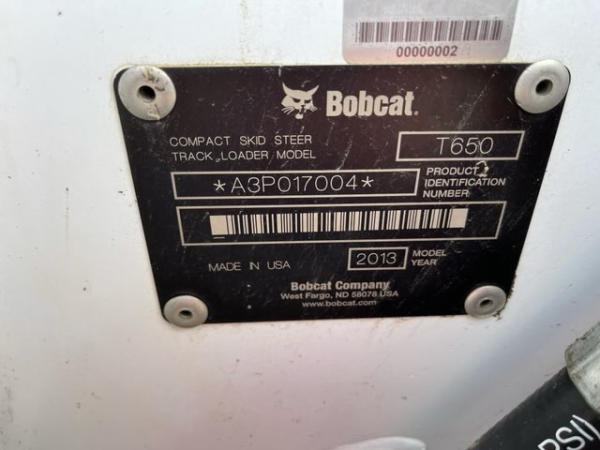 00000002
Bobcat.
COMPACT SKID STEER
TRACK LOADER MODEL
T650
*A3P017004*
PRODUCT
IDENTIFICATION
NUMBER
MADE IN USA
2013
MODEL
YEAR
Bobcat Company
West Fargo, ND 58078 USA
www.bobcat.com
PSI)